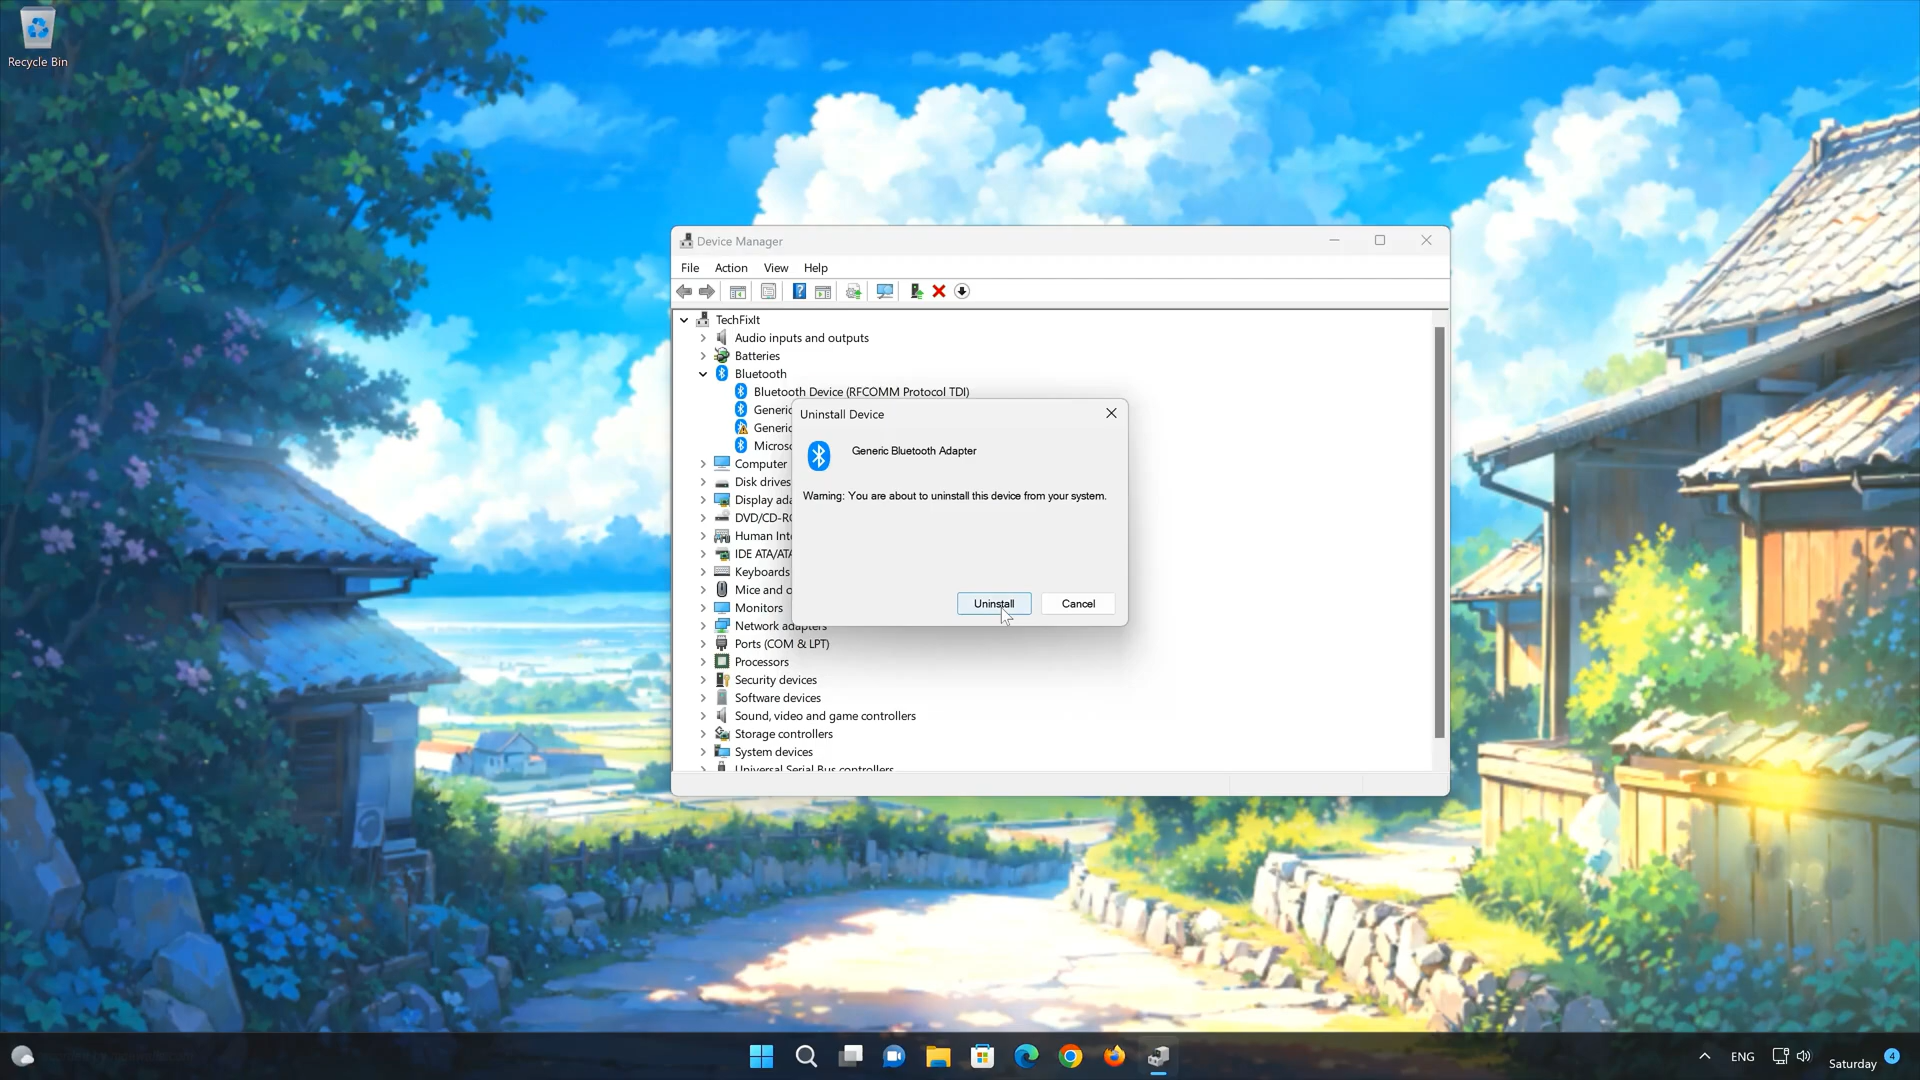 Recycle Bin
Device Manager
File Action View Help
TechFixIt
Audio inputs and outputs
Batteries
Bluetooth
Bluetooth Device (RFCOMM Protocol TDI)
Generic
Generic
Microso
Computer
Disk drives
Display ada
DVD/CD-RO
Human Int
IDE ATA/ATA
Keyboards
Mice and o
Monitors
Network adapters
Ports (COM & LPT)
Processors
Security devices
Software devices
Sound, video and game controllers
Storage controllers
System devices
Universal Serial Bus controllers
Uninstall Device
Generic Bluetooth Adapter
Warning: You are about to uninstall this device from your system.
Uninstall Cancel
ENG
Saturday
4